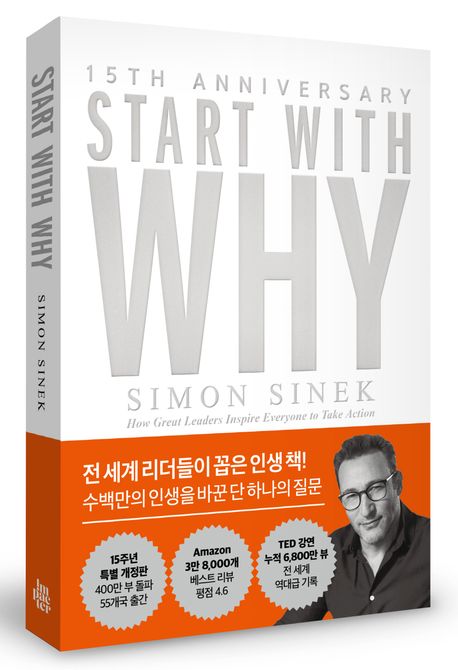 START WITH WHY
SIMON SINEK
15TH ANNIVERSARY
START WITH
WHY
SIMON SINEK
How Great Leaders Inspire Everyone to Take Action
전 세계 리더들이 꼽은 인생 책!
수백만의 인생을 바꾼 단 하나의 질문
15주년
특별 개정판
400만 부 돌파
55개국 출간
Amazon
3만 8,000개
베스트 리뷰
평점 4.6
TED 강연
누적 6,800만 뷰
전 세계
역대급 기록